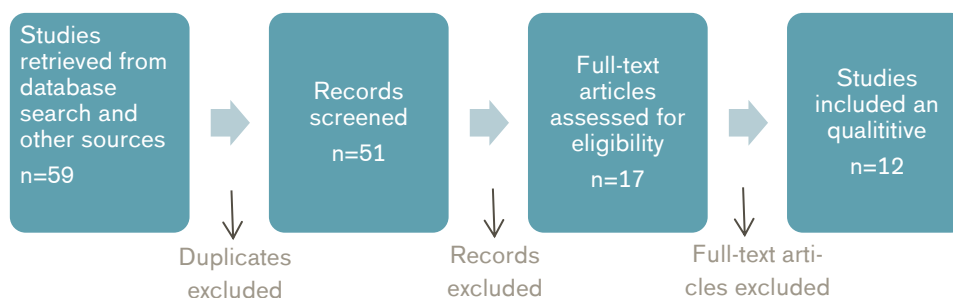 Studies
retrieved from
database
search and
other sources
n=59
Records
screened
n=51
Full-text
articles
assessed for
eligibility
n=17
Studies
included an
qualititive
n=12
Duplicates
excluded
Records
excluded
Full-text arti-
cles excluded